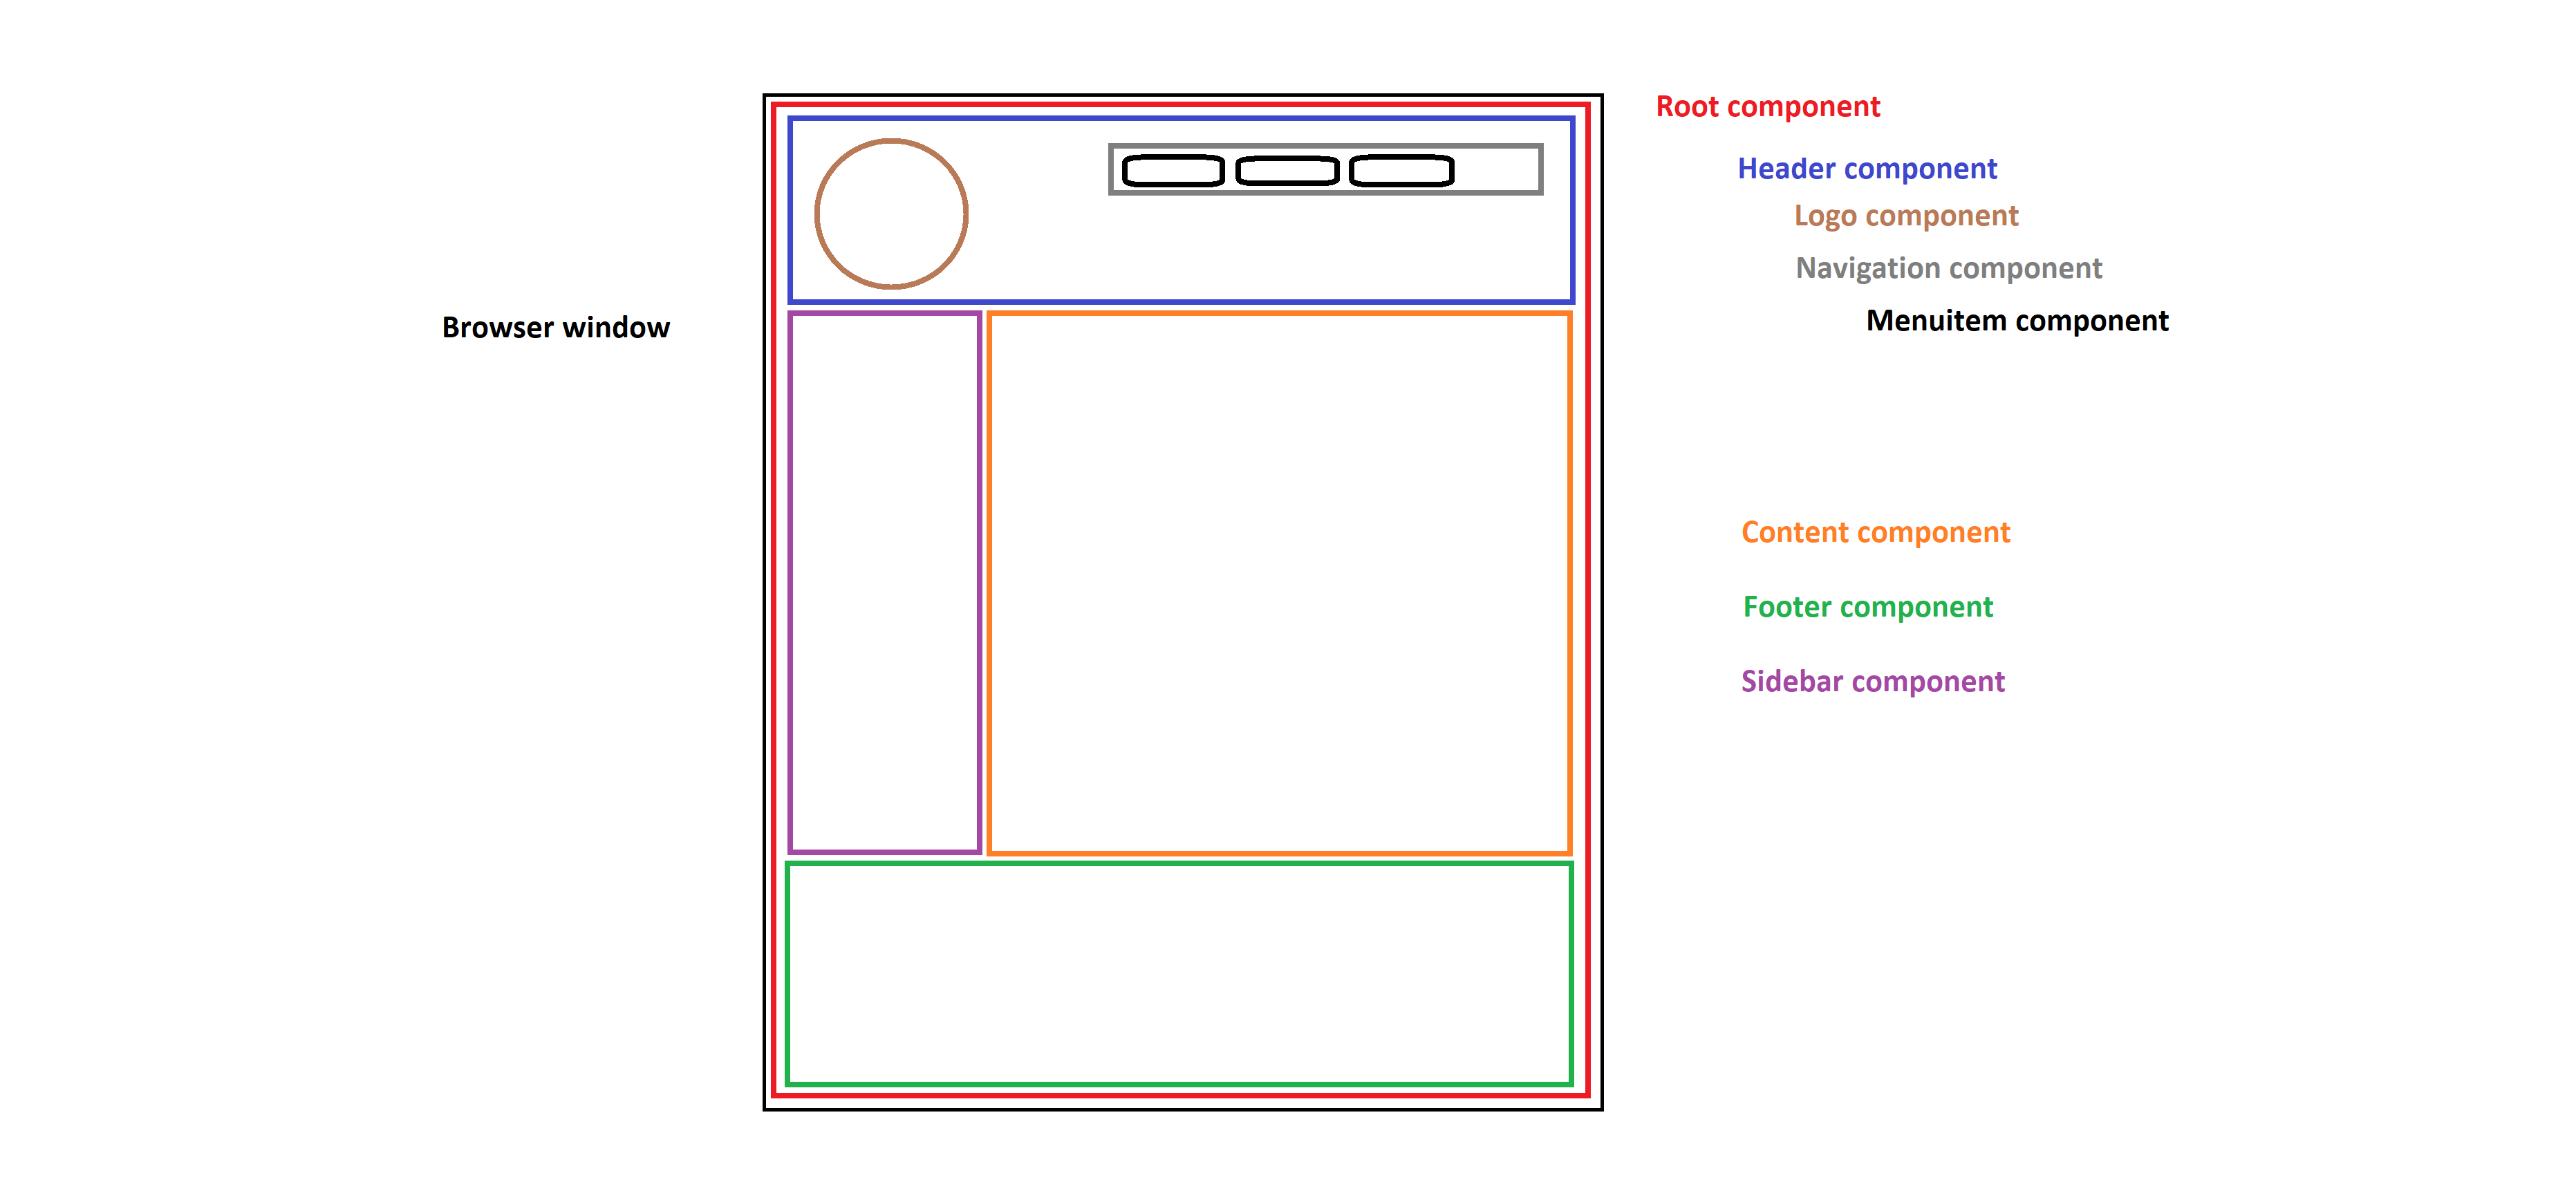 Root component
Header component
Logo component
Navigation component
Browser window
Menuitem component
Content component
Footer component
Sidebar component